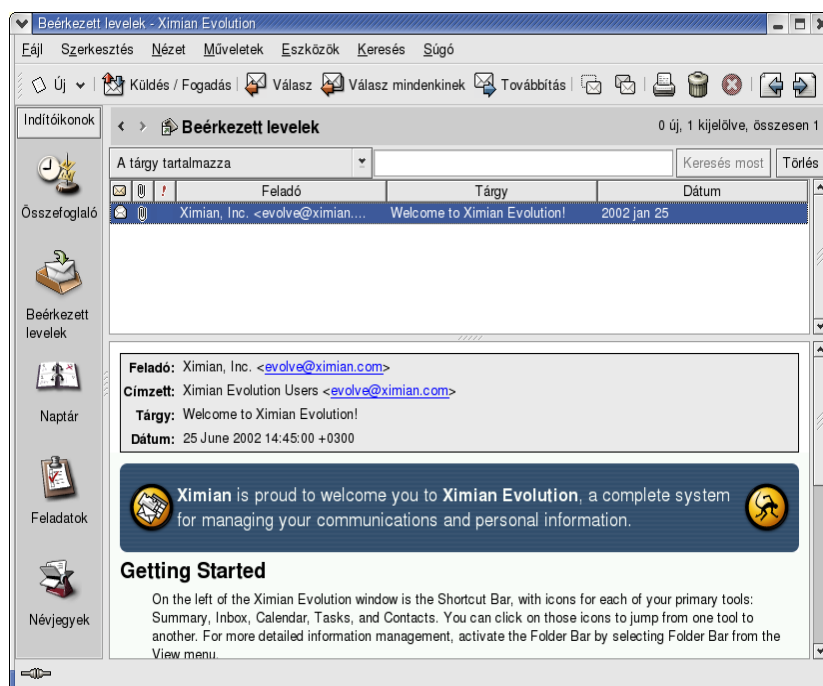 Beérkezett levelek - Ximian Evolution
Fájl Szerkesztés Nézet Műveletek Eszközök Keresés Súgó
Új Küldés / Fogadás Válasz Válasz mindenkinek Továbbítás
Indítóikonok
Beérkezett levelek 0 új, 1 kijelölve, összesen 1
A tárgy tartalmazza Keresés most Törlés
! Feladó Tárgy Dátum
Ximian, Inc. <evolve@ximian.... Welcome to Ximian Evolution! 2002 jan 25
Összefoglaló
Beérkezett
levelek
Naptár
Feladatok
Névjegyek
Feladó: Ximian, Inc. <evolve@ximian.com>
Címzett: Ximian Evolution Users <evolve@ximian.com>
Tárgy: Welcome to Ximian Evolution!
Dátum: 25 June 2002 14:45:00 +0300
Ximian is proud to welcome you to Ximian Evolution, a complete system
for managing your communications and personal information.
Getting Started
On the left of the Ximian Evolution window is the Shortcut Bar, with icons for each of your primary tools:
Summary, Inbox, Calendar, Tasks, and Contacts. You can click on those icons to jump from one tool to
another. For more detailed information management, activate the Folder Bar by selecting Folder Bar from the
View menu.